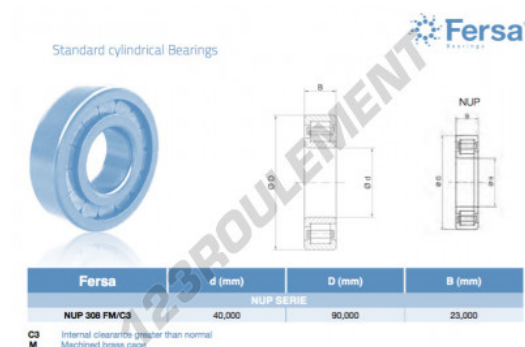 Fersa
Bearings
Standard cylindrical Bearings
B
Ø D
Ø d
NUP
B
Ø D
Ø d
123ROULEMENT
Fersa d (mm) D (mm) B (mm)
NUP SERIE
NUP 308 FM/C3 40,000 90,000 23,000
C3 Internal clearance greater than normal
M Machined brass cage